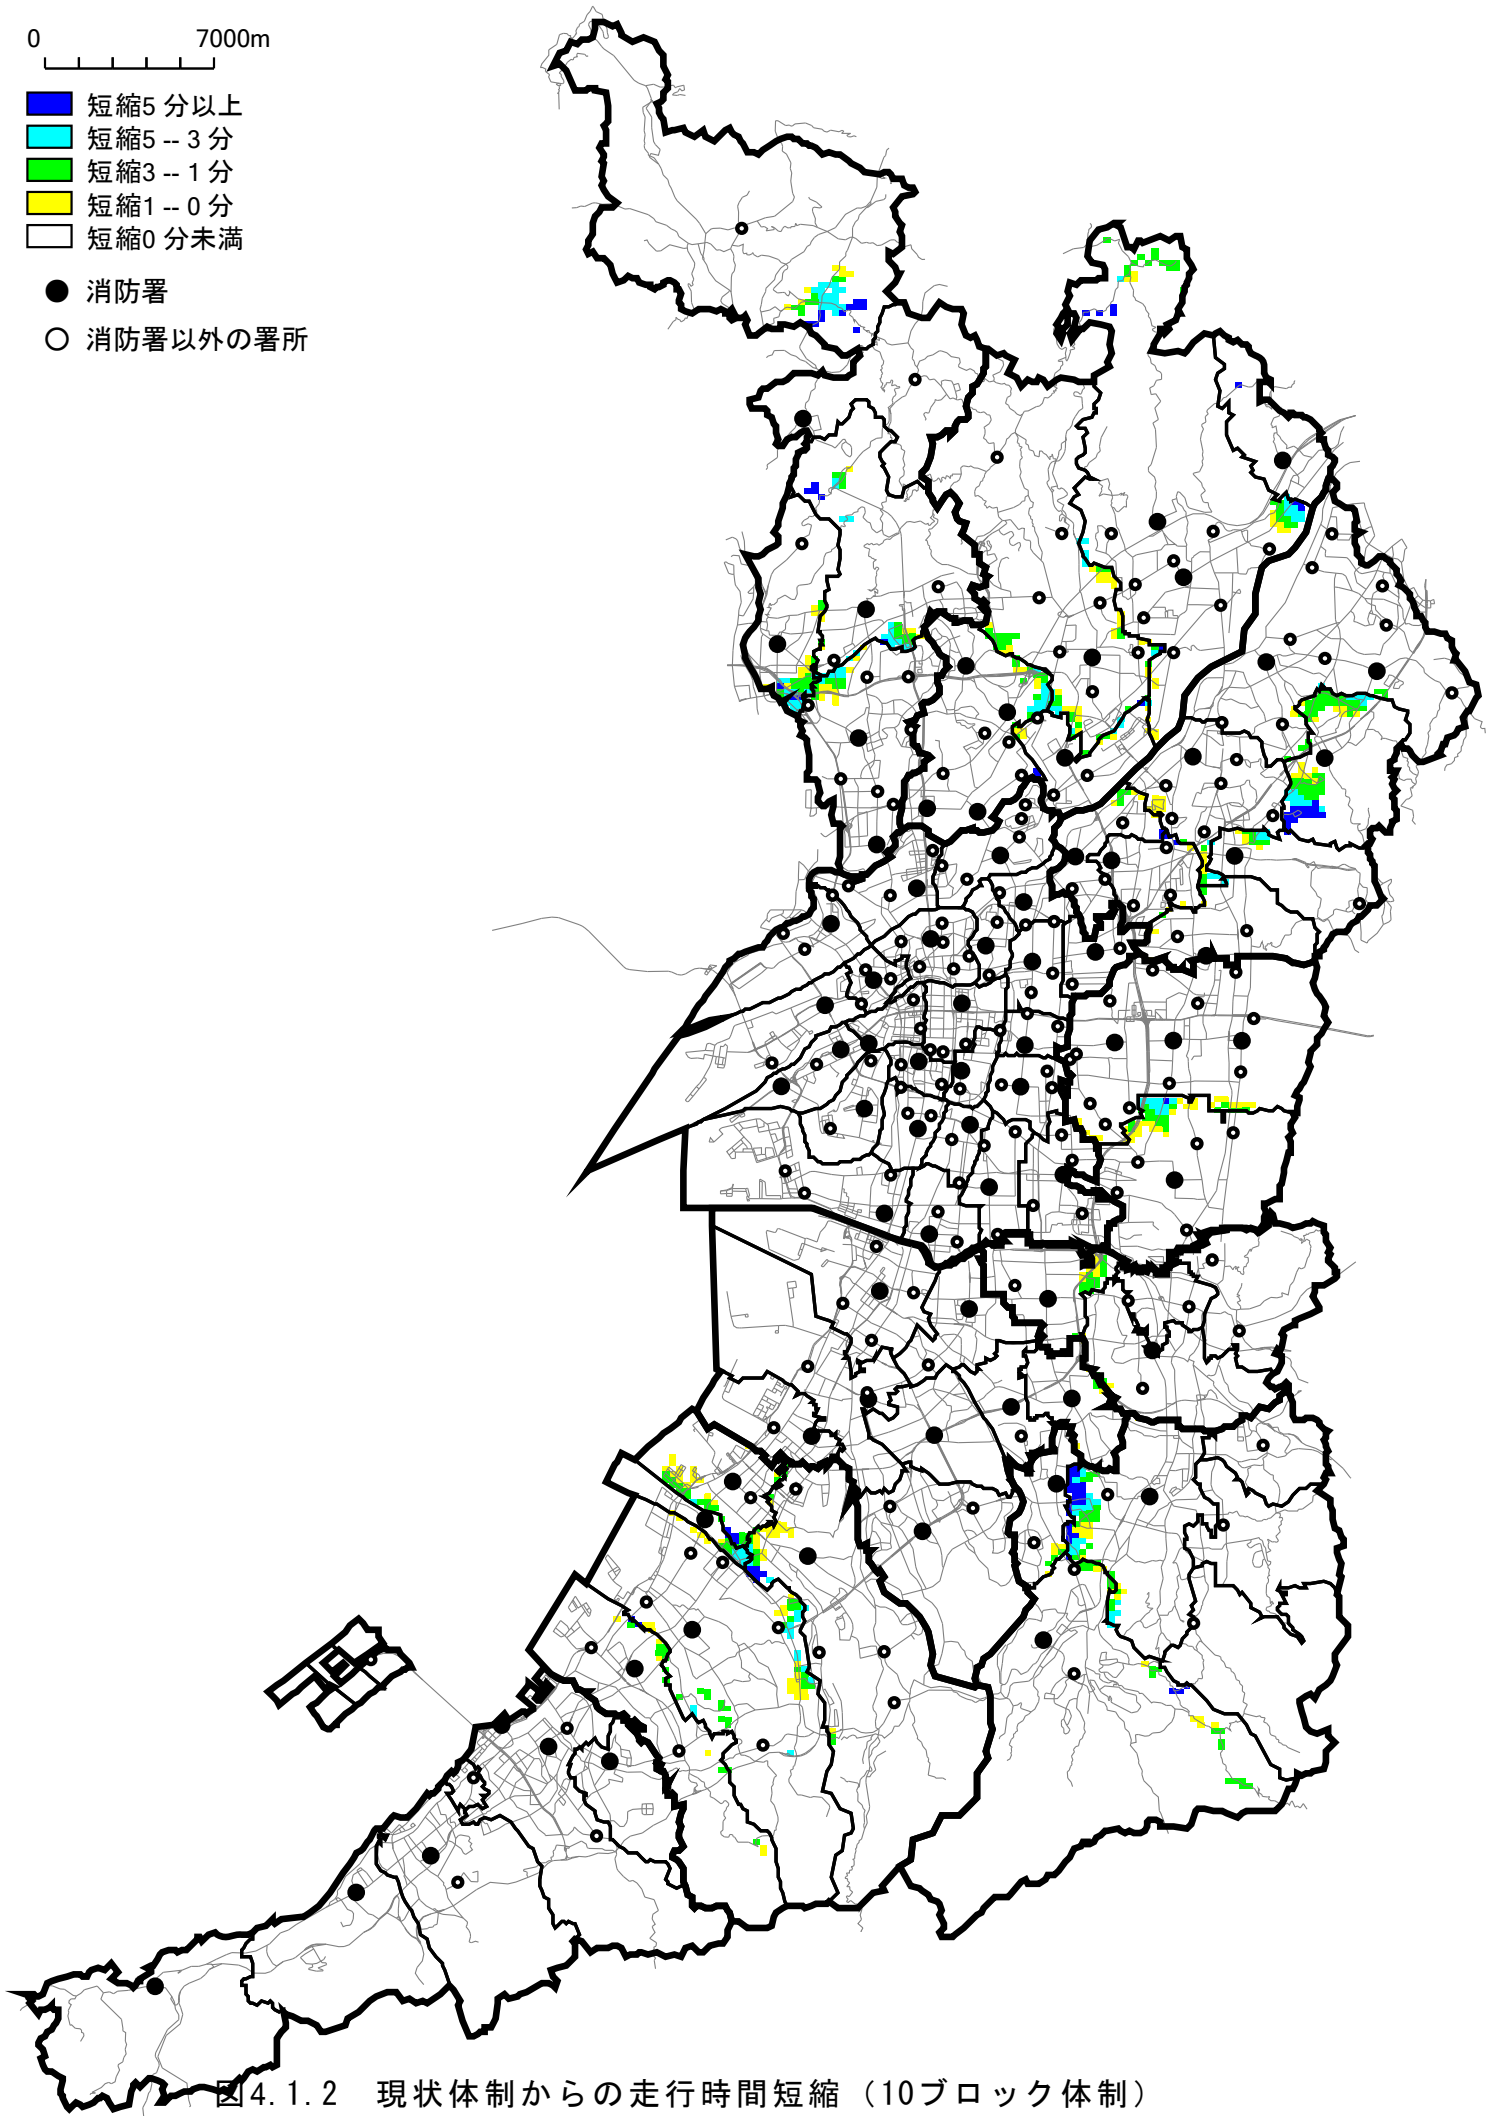 0 7000m
短縮5 分以上
短縮5 -- 3 分
短縮3 -- 1 分
短縮1 -- 0 分
短縮0 分未満
消防署
消防署以外の署所
図4.1.2 現状体制からの走行時間短縮（10ブロック体制）